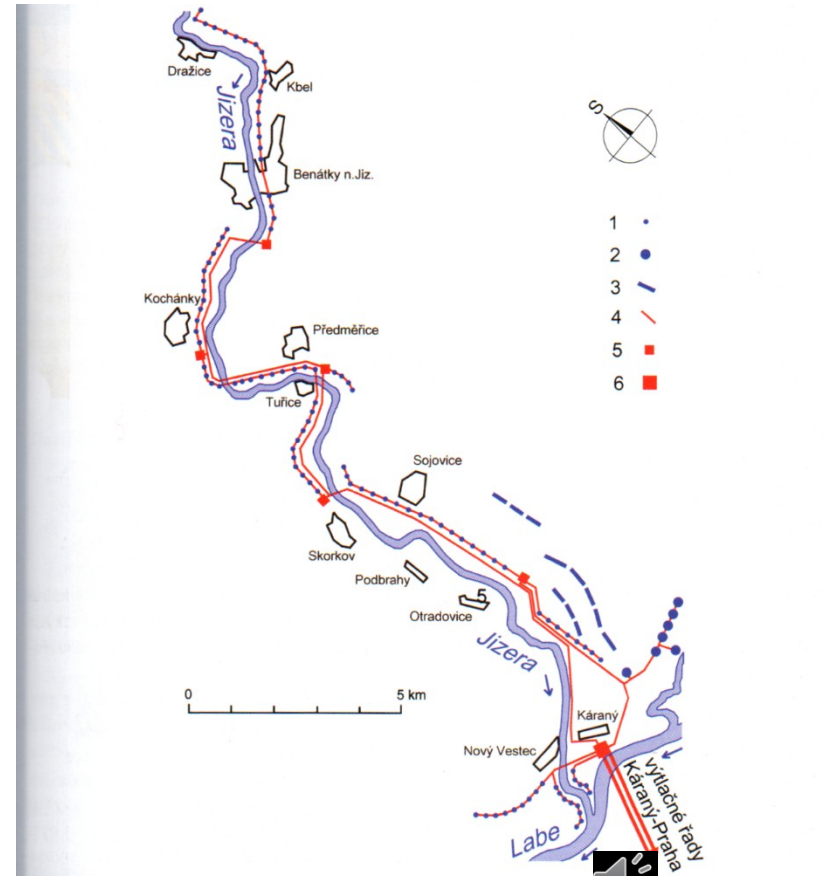 Dražice
Kbel
Jizera
Benátky n.Jiz.
S
1
2
3
4
5
6
Kochánky
Předměřice
Tuřice
Sojovice
Skorkov
Podbrahy
5
Otradovice
Jizera
0
5 km
Káraný
Nový Vestec
výtlačné řady
Káraný-Praha
Labe